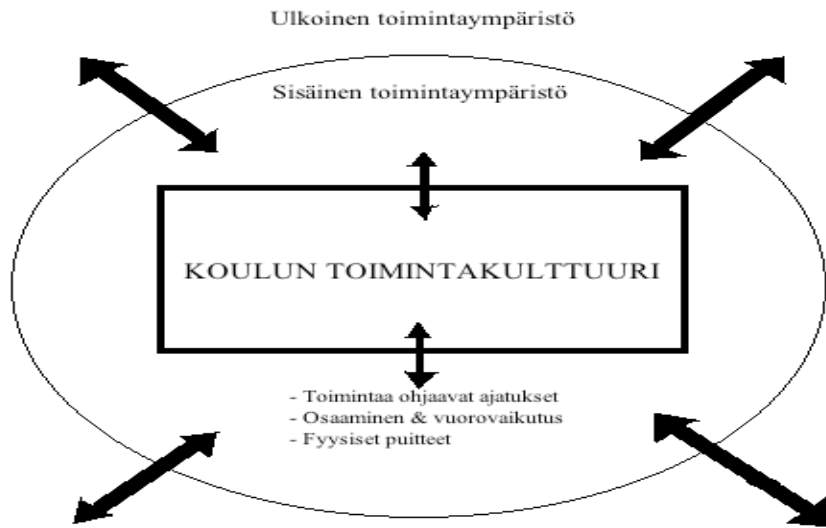 Ulkoinen toimintaympäristö
Sisäinen toimintaympäristö
KOULUN TOIMINTAKULTTUURI
- Toimintaa ohjaavat ajatukset
- Osaaminen & vuorovaikutus
- Fyysiset puitteet